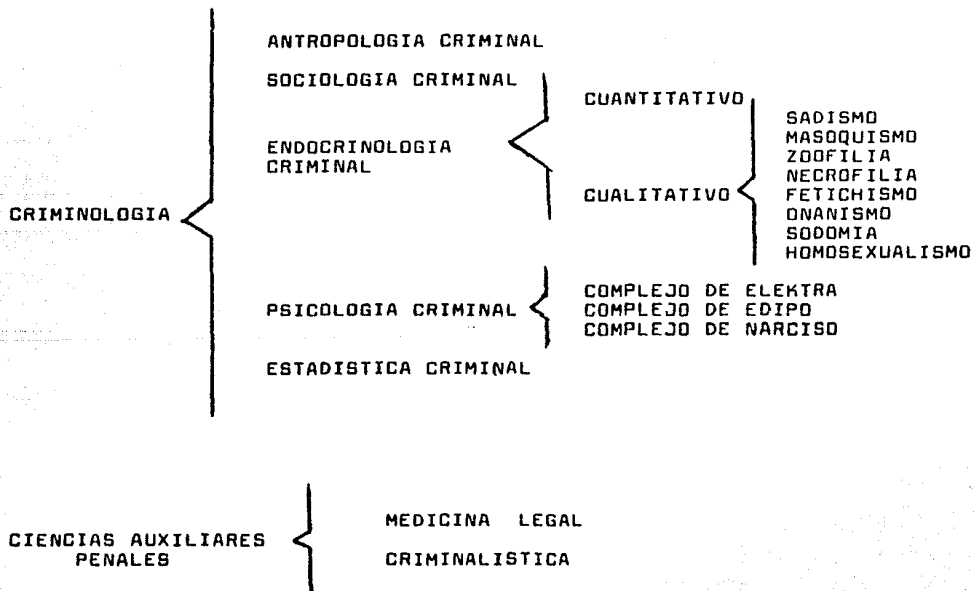 ANTROPOLOGIA CRIMINAL
SOCIOLOGIA CRIMINAL
CUANTITATIVO
SADISMO
MASOQUISMO
ENDOCRINOLOGIA
CRIMINAL
ZOOFILIA
NECROFILIA
CUALITATIVO
FETICHISMO
ONANISMO
CRIMINOLOGIA
SODOMIA
HOMOSEXUALISMO
PSICOLOGIA CRIMINAL
COMPLEJO DE ELEKTRA
COMPLEJO DE EDIPO
COMPLEJO DE NARCISO
ESTADISTICA CRIMINAL
CIENCIAS AUXILIARES
PENALES
MEDICINA LEGAL
CRIMINALISTICA